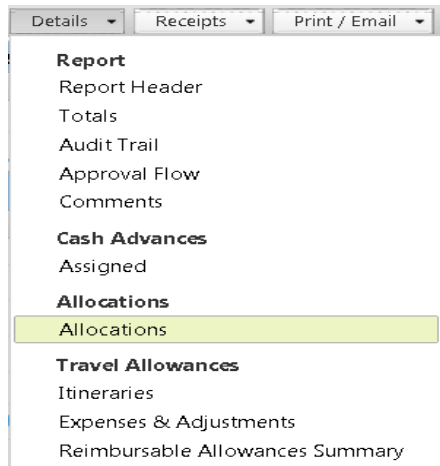 Details Receipts Print / Email
Report
Report Header
Totals
Audit Trail
Approval Flow
Comments
Cash Advances
Assigned
Allocations
Allocations
Travel Allowances
Itineraries
Expenses & Adjustments
Reimbursable Allowances Summary